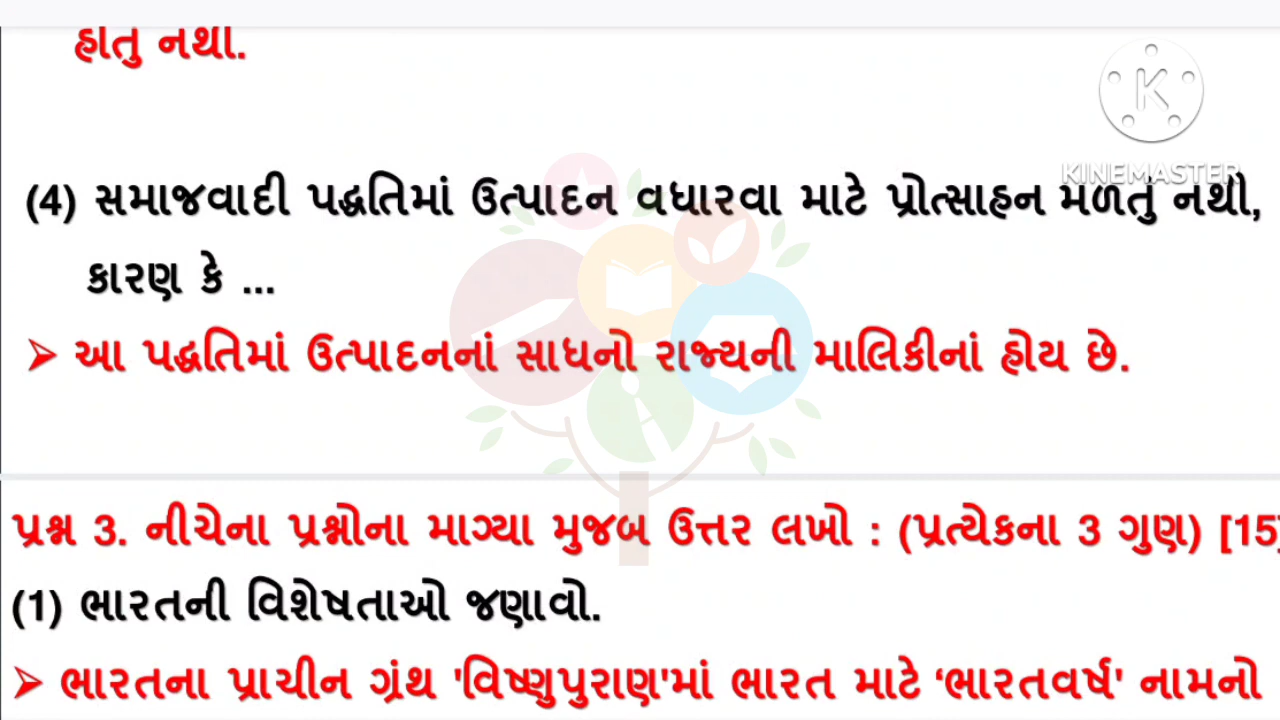 હોતુ નથી.
KINEMASTER
(4) સમાજવાદી પદ્ધતિમાં ઉત્પાદન વધારવા માટે પ્રોત્સાહન મળતું નથી,
કારણ કે ...
➢ આ પદ્ધતિમાં ઉત્પાદનનાં સાધનો રાજ્યની માલિકીનાં હોય છે.
પ્રશ્ન 3. નીચેના પ્રશ્નોના માગ્યા મુજબ ઉત્તર લખો : (પ્રત્યેકના 3 ગુણ) [15]
(1) ભારતની વિશેષતાઓ જણાવો.
➢ ભારતના પ્રાચીન ગ્રંથ 'વિષ્ણુપુરાણ'માં ભારત માટે ‘ભારતવર્ષ' નામનો